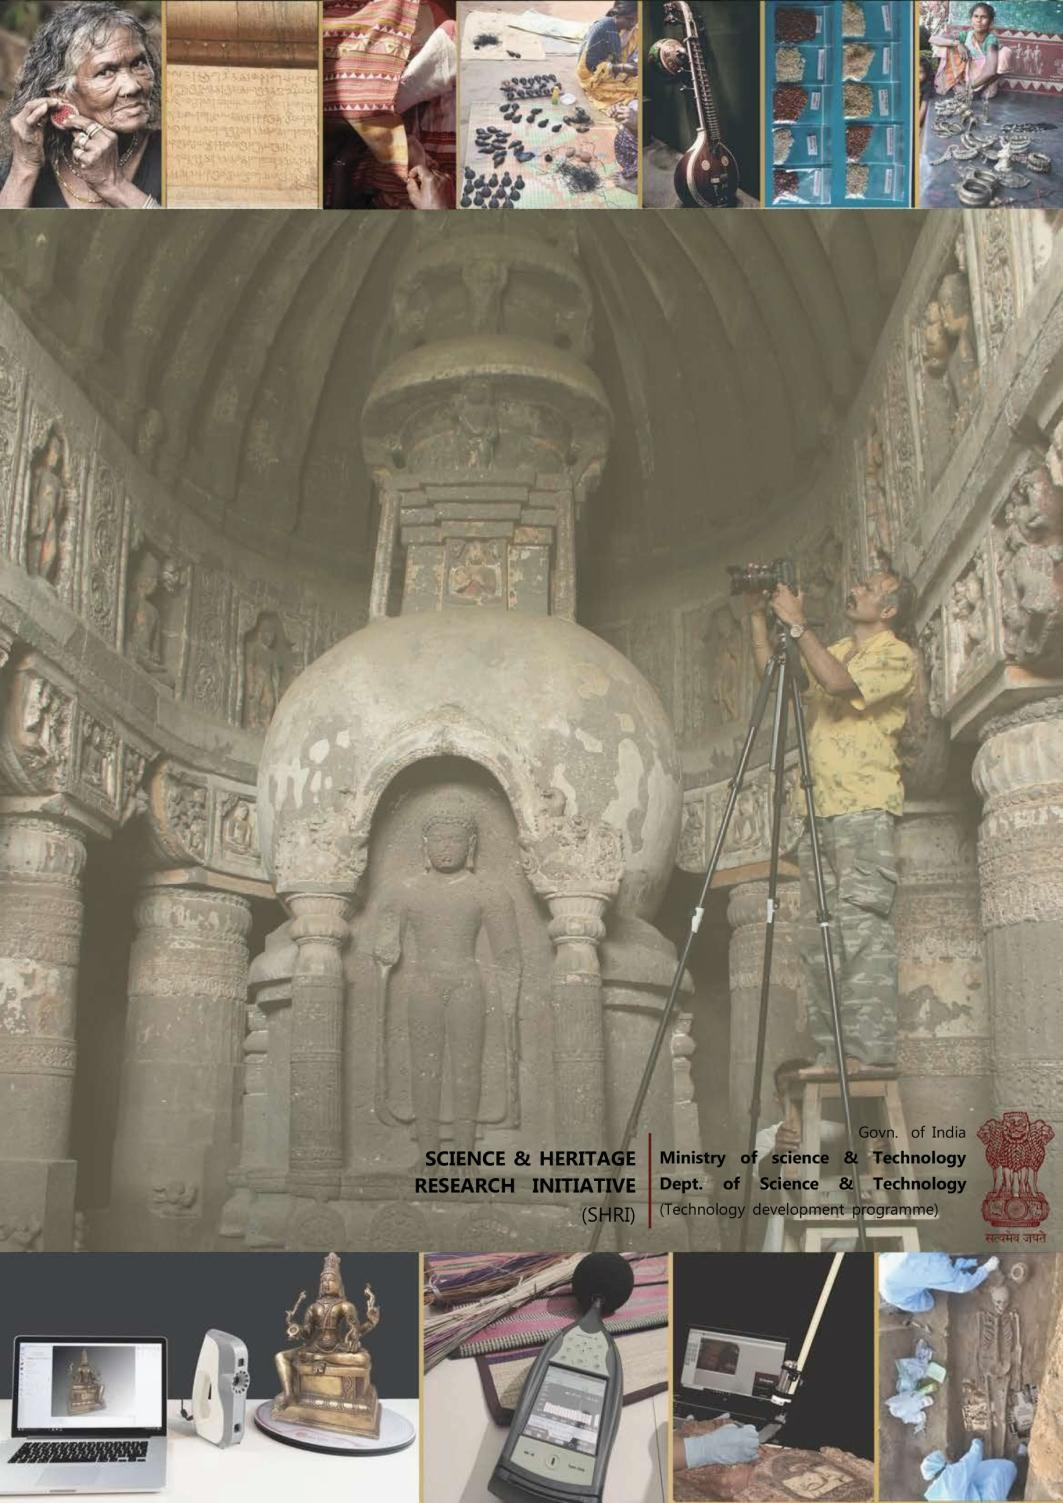 SCIENCE & HERITAGE
RESEARCH INITIATIVE
(SHRI)
Govn. of India
Ministry of science & Technology
Dept. of Science & Technology
(Technology development programme)
सत्यमेव जयते